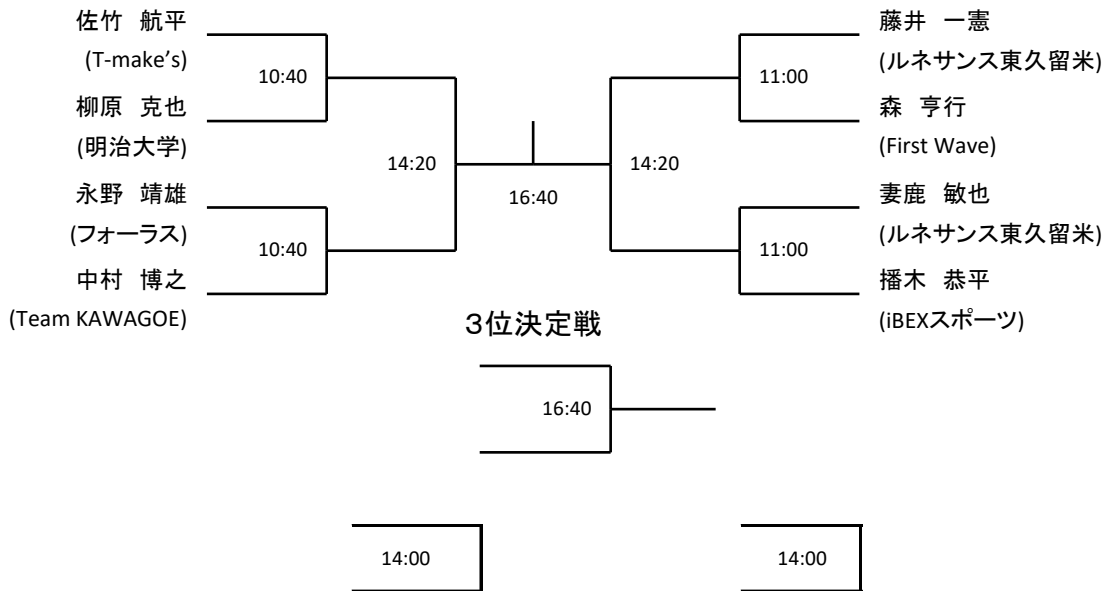 佐竹　航平
(T-make's)
10:40
柳原　克也
(明治大学)
14:20
永野　靖雄
(フォーラス)
10:40
中村　博之
(Team KAWAGOE)
16:40
藤井　一憲
(ルネサンス東久留米)
11:00
森　亨行
(First Wave)
14:20
妻鹿　敏也
(ルネサンス東久留米)
11:00
播木　恭平
(iBEXスポーツ)
３位決定戦
16:40
14:00
14:00